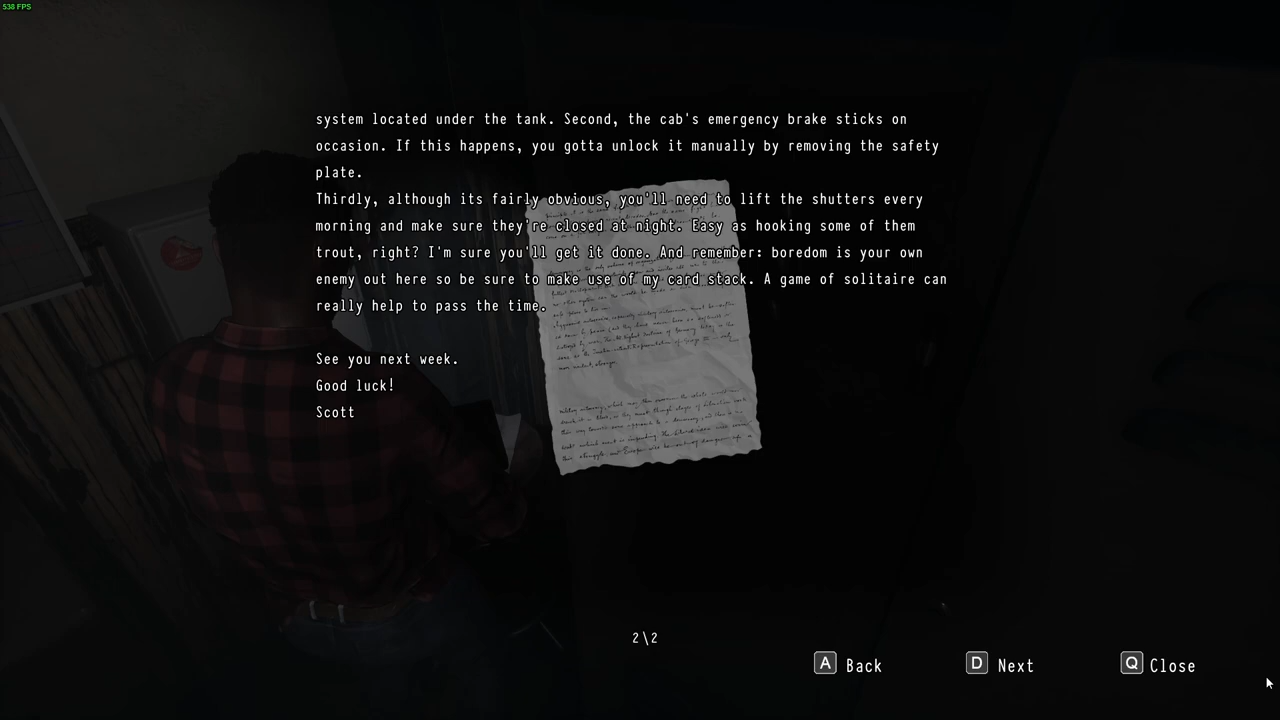 538 FPS
system located under the tank. Second, the cab's emergency brake sticks on
occasion. If this happens, you gotta unlock it manually by removing the safety
plate.
Thirdly, although its fairly obvious, you'll need to lift the shutters every
morning and make sure they're closed at night. Easy as hooking some of them
trout, right? I'm sure you'll get it done. And remember: boredom is your own
enemy out here so be sure to make use of my card stack. A game of solitaire can
really help to pass the time.
See you next week.
Good luck!
Scott
2\2
A Back D Next Q Close